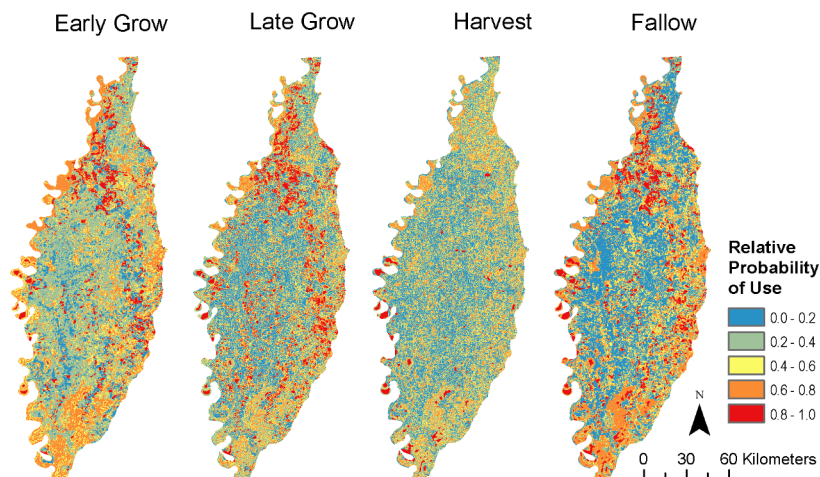 Early Grow
Late Grow
Harvest
Fallow
Relative
Probability
of Use
0.0 - 0.2
0.2 - 0.4
0.4 - 0.6
0.6 - 0.8
0.8 - 1.0
N
0 30 60 Kilometers